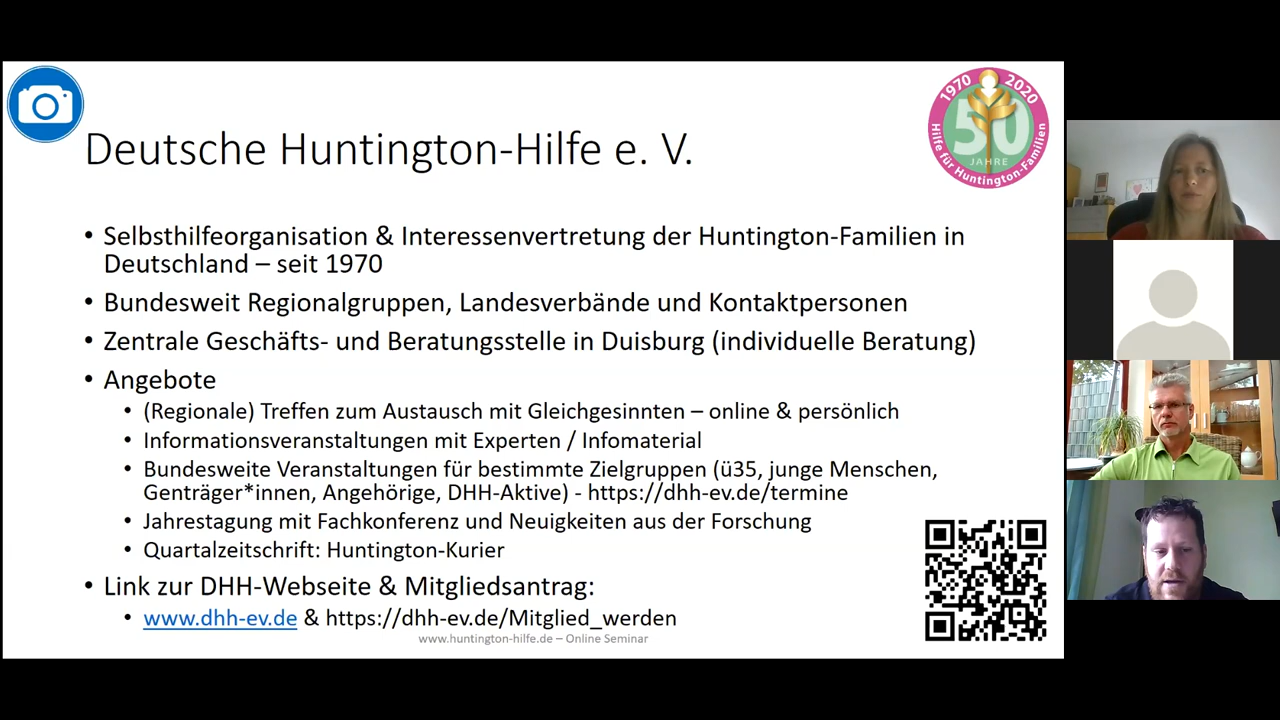 Deutsche Huntington-Hilfe e. V.
1970 2020
50
JAHRE
Hilfe für Huntington-Familien
• Selbsthilfeorganisation & Interessenvertretung der Huntington-Familien in
Deutschland – seit 1970
• Bundesweit Regionalgruppen, Landesverbände und Kontaktpersonen
• Zentrale Geschäfts- und Beratungsstelle in Duisburg (individuelle Beratung)
• Angebote
• (Regionale) Treffen zum Austausch mit Gleichgesinnten – online & persönlich
• Informationsveranstaltungen mit Experten / Infomaterial
• Bundesweite Veranstaltungen für bestimmte Zielgruppen (ü35, junge Menschen,
Genträger*innen, Angehörige, DHH-Aktive) - https://dhh-ev.de/termine
• Jahrestagung mit Fachkonferenz und Neuigkeiten aus der Forschung
• Quartalzeitschrift: Huntington-Kurier
• Link zur DHH-Webseite & Mitgliedsantrag:
• www.dhh-ev.de & https://dhh-ev.de/Mitglied_werden
www.huntington-hilfe.de – Online Seminar